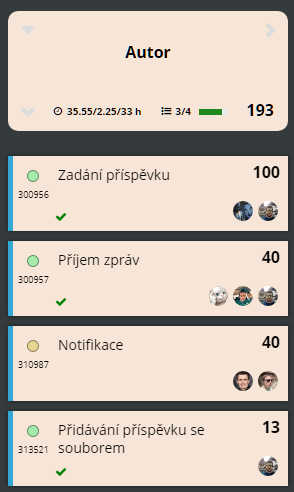 Autor
35.55/2.25/33 h 3/4 193
Zadání příspěvku 100
300956
Příjem zpráv 40
300957
Notifikace 40
310987
Přidávání příspěvku se 13
souborem
313521